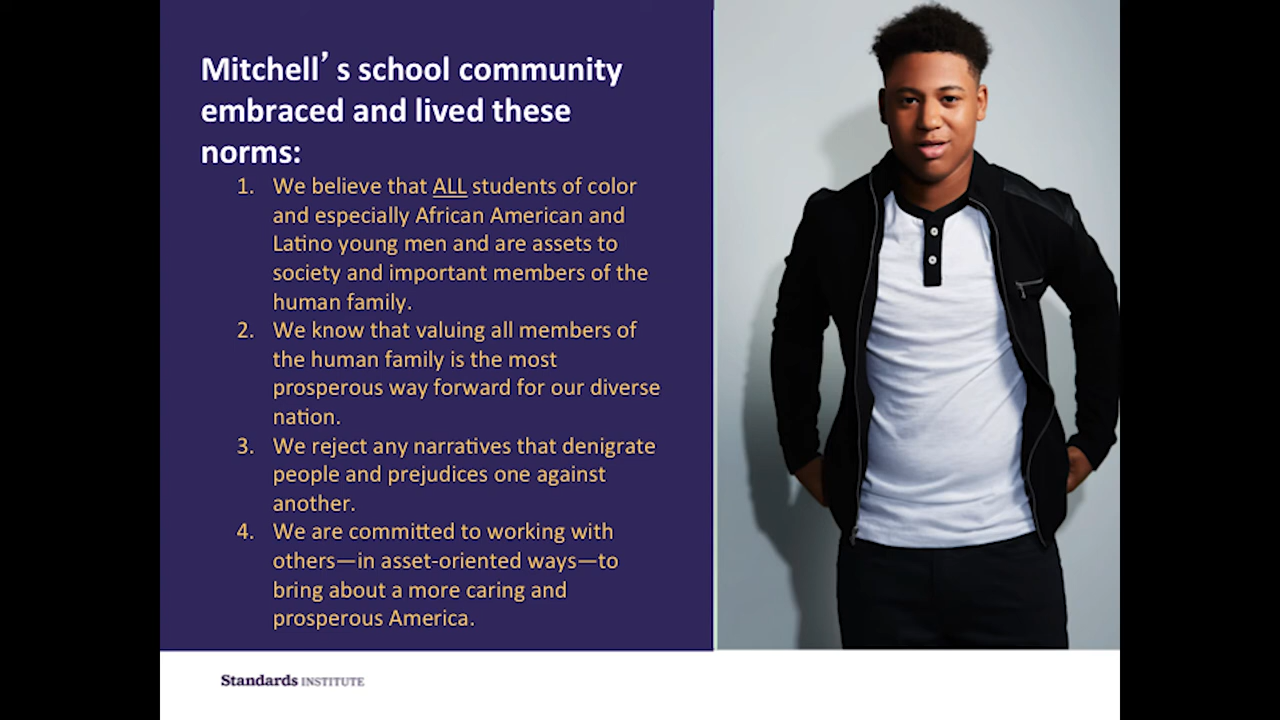 Mitchell’s school community
embraced and lived these
norms:
1. We believe that ALL students of color
and especially African American and
Latino young men and are assets to
society and important members of the
human family.
2. We know that valuing all members of
the human family is the most
prosperous way forward for our diverse
nation.
3. We reject any narratives that denigrate
people and prejudices one against
another.
4. We are committed to working with
others—in asset-oriented ways—to
bring about a more caring and
prosperous America.
Standards INSTITUTE